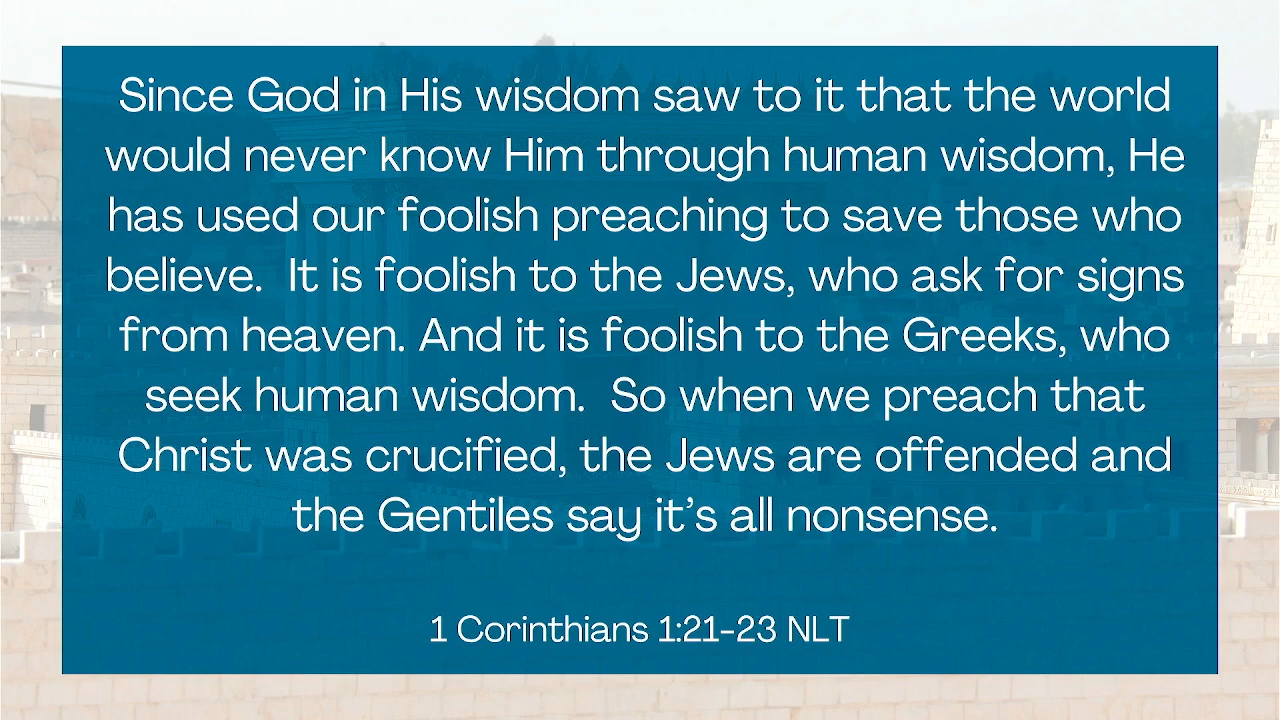 Since God in His wisdom saw to it that the world
would never know Him through human wisdom, He
has used our foolish preaching to save those who
believe.  It is foolish to the Jews, who ask for signs
from heaven. And it is foolish to the Greeks, who
seek human wisdom.  So when we preach that
Christ was crucified, the Jews are offended and
the Gentiles say it’s all nonsense.
1 Corinthians 1:21-23 NLT